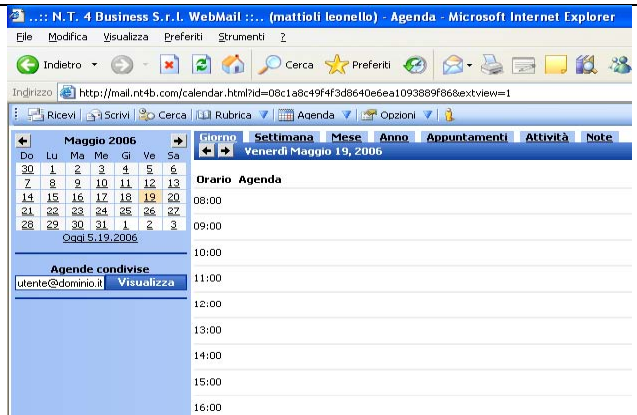 ..:: N.T. 4 Business S.r.l. WebMail ::.. (mattioli leonello) - Agenda - Microsoft Internet Explorer
File Modifica Visualizza Preferiti Strumenti ?
Indietro Cerca Preferiti
Indirizzo http://mail.nt4b.com/calendar.html?id=08c1a8c49f4f3d8640e6ea1093889f86&extview=1
Ricevi Scrivi Cerca Rubrica Agenda Opzioni
Maggio 2006
Do Lu Ma Me Gi Ve Sa
30 1 2 3 4 5 6
7 8 9 10 11 12 13
14 15 16 17 18 19 20
21 22 23 24 25 26 27
28 29 30 31 1 2 3
Oggi 5.19.2006
Agende condivise
utente@dominio.it Visualizza
Giorno Settimana Mese Anno Appuntamenti Attività Note
Venerdì Maggio 19, 2006
Orario Agenda
08:00
09:00
10:00
11:00
12:00
13:00
14:00
15:00
16:00